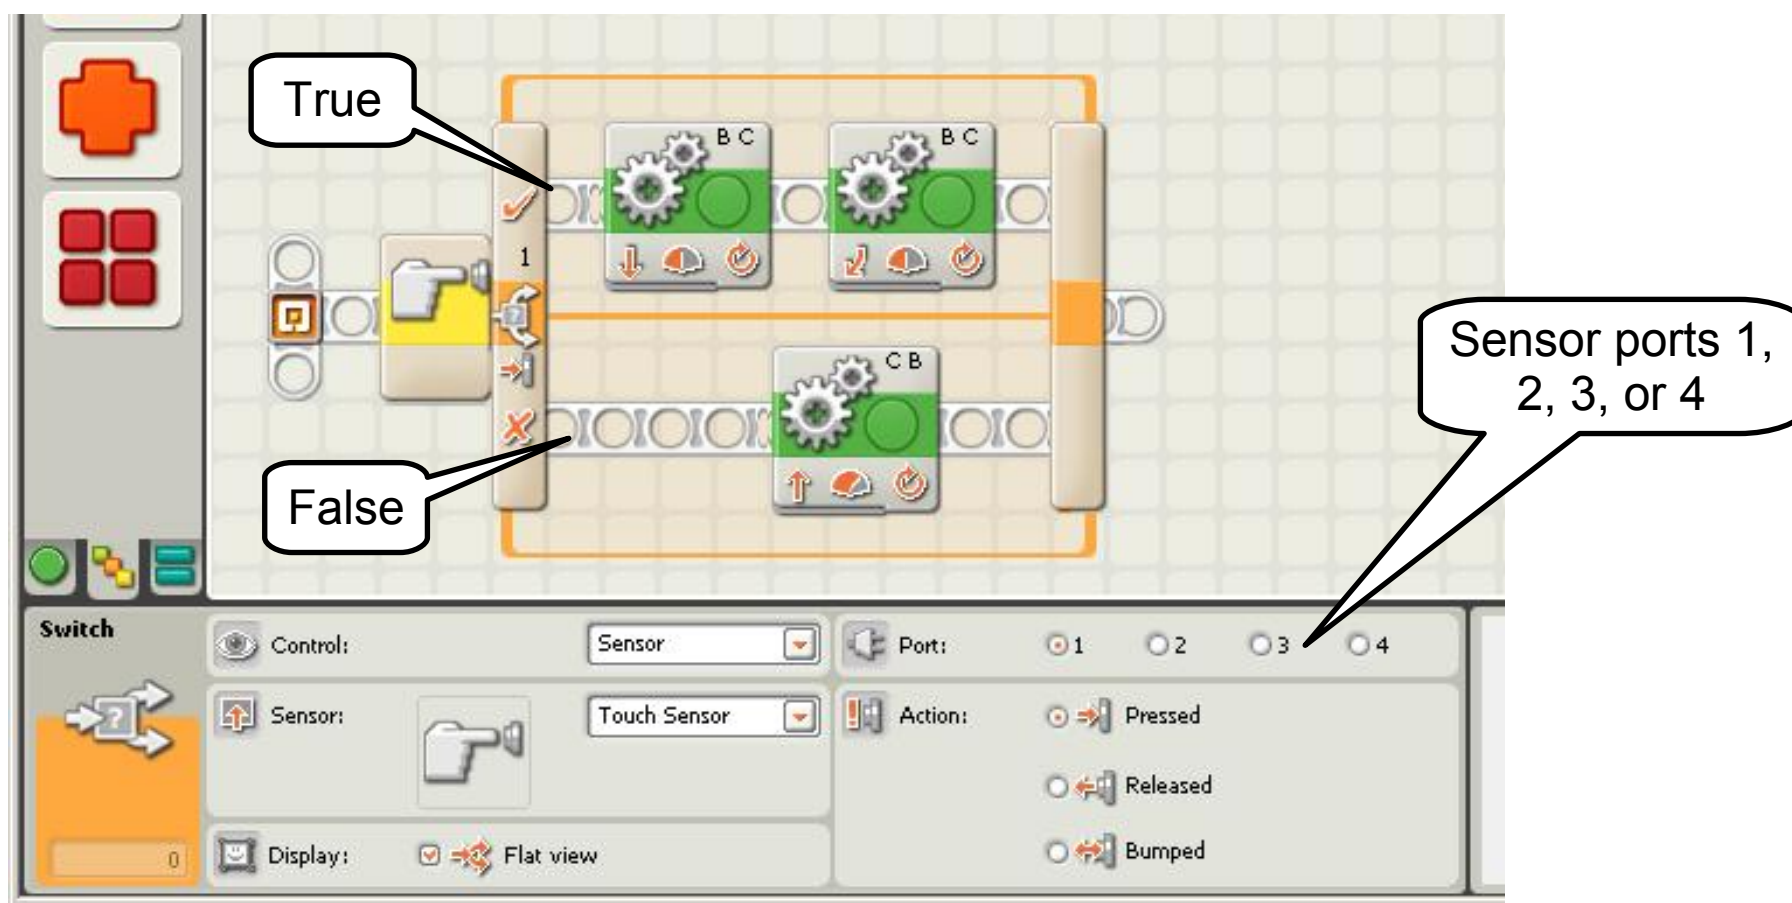 True
B C
B C
1
C B
False
Sensor ports 1,
2, 3, or 4
Switch
Control:
Sensor
Port:
1
2
3
4
Sensor:
Touch Sensor
Action:
Pressed
Released
0
Display:
Flat view
Bumped